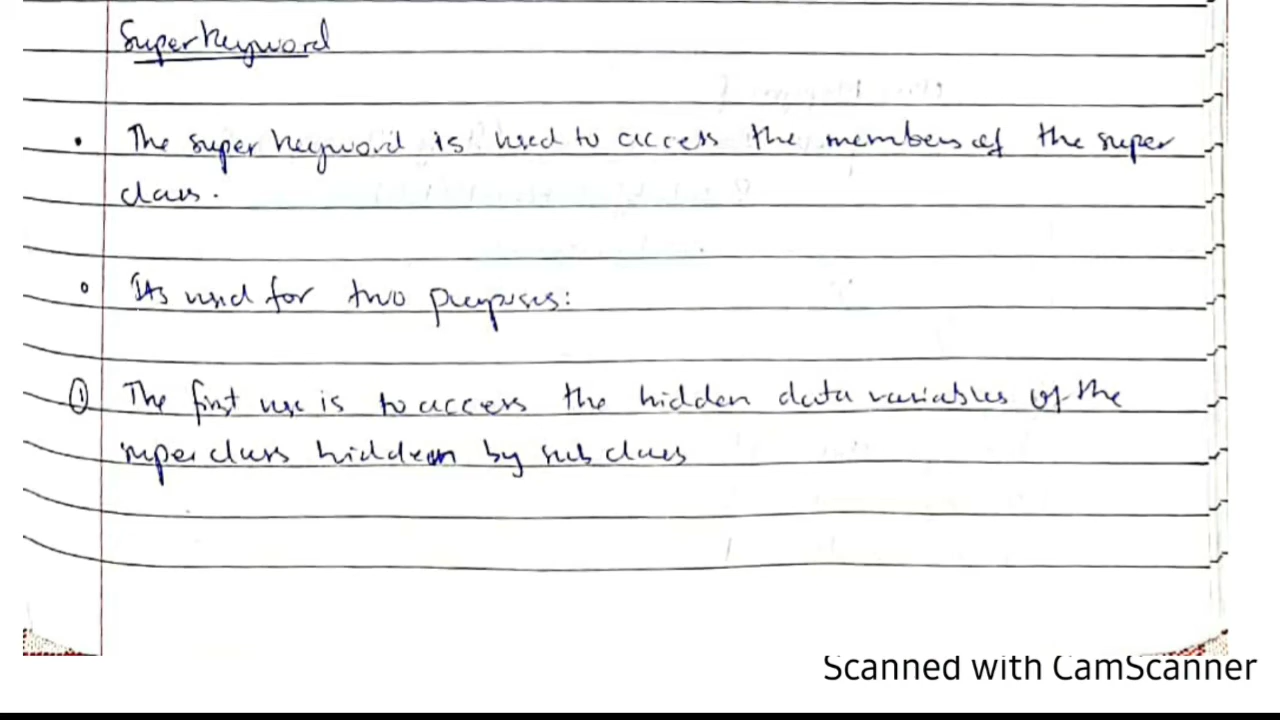 Super keyword
• The super keyword is used to access the members of the super
class.
• Its used for two purposes:
① The first use is to access the hidden data variables of the
super class hidden by sub class
Scanned with CamScanner